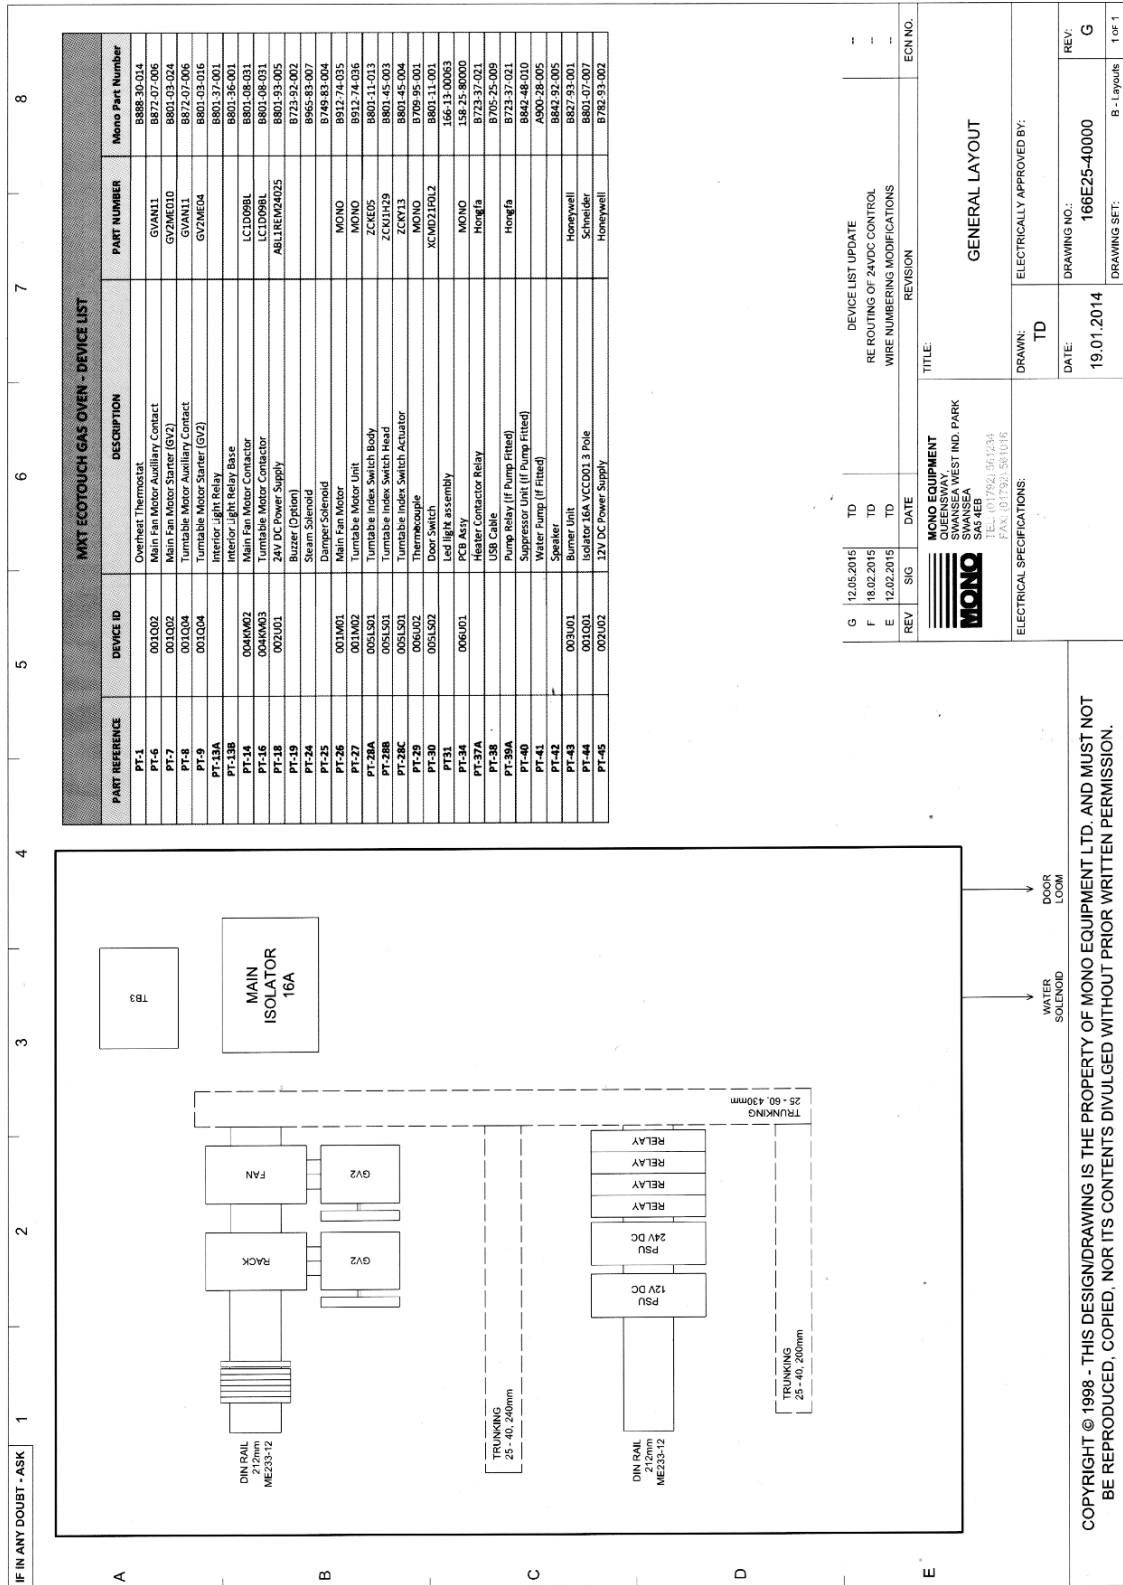 IF IN ANY DOUBT - ASK
1 2 3 4 5 6 7 8
A
B
C
D
E
TB3
MAIN
ISOLATOR
16A
FAN
GV2
RACK
GV2
DIN RAIL
212mm
ME233-12
TRUNKING
25 - 60, 430mm
TRUNKING
25 - 40, 240mm
RELAY
RELAY
RELAY
RELAY
PSU
24V DC
PSU
12V DC
DIN RAIL
212mm
ME233-12
TRUNKING
25 - 40, 200mm
WATER
SOLENOID
DOOR
LOOM
MXT ECOTOUCH GAS OVEN - DEVICE LIST
PART REFERENCE DEVICE ID DESCRIPTION PART NUMBER Mono Part Number
PT-1 Overheat Thermostat B888-30-014
PT-6 001Q02 Main Fan Motor Auxiliary Contact GVAN11 B872-07-006
PT-7 001Q02 Main Fan Motor Starter (GV2) GV2ME010 B801-03-024
PT-8 001Q04 Turntable Motor Auxiliary Contact GVAN11 B872-07-006
PT-9 001Q04 Turntable Motor Starter (GV2) GV2ME04 B801-03-016
PT-13A Interior Light Relay B801-37-001
PT-13B Interior Light Relay Base B801-36-001
PT-14 004KM02 Main Fan Motor Contactor LC1D09BL B801-08-031
PT-16 004KM03 Turntable Motor Contactor LC1D09BL B801-08-031
PT-18 002U01 24V DC Power Supply ABL1REM24025 B801-93-005
PT-19 Buzzer (Option) B723-92-002
PT-24 Steam Solenoid B965-83-007
PT-25 Damper Solenoid B749-83-004
PT-26 001M01 Main Fan Motor MONO B912-74-035
PT-27 001M02 Turntable Motor Unit MONO B912-74-036
PT-28A 005LS01 Turntable Index Switch Body ZCKE05 B801-11-013
PT-28B 005LS01 Turntable Index Switch Head ZCKJ1H29 B801-45-003
PT-28C 005LS01 Turntable Index Switch Actuator ZCKY13 B801-45-004
PT-29 006U02 Thermocouple MONO B709-95-001
PT-30 005LS02 Door Switch XCMD21F0L2 B801-11-001
PT31 Led light assembly 166-13-00063
PT-34 006U01 PCB Assy MONO 158-25-80000
PT-37A Heater Contactor Relay Hongfa B723-37-021
PT-38 USB Cable B705-25-009
PT-39A Pump Relay (If Pump Fitted) Hongfa B723-37-021
PT-40 Suppressor Unit (If Pump Fitted) B842-48-010
PT-41 Water Pump (If Fitted) A900-28-005
PT-42 Speaker B842-92-005
PT-43 003U01 Burner Unit Honeywell B827-93-001
PT-44 001Q01 Isolator 16A VCCD01 3 Pole Schneider B801-07-007
PT-45 002U02 12V DC Power Supply Honeywell B782-93-002
G 12.05.2015 TD DEVICE LIST UPDATE --
F 18.02.2015 TD RE ROUTING OF 24VDC CONTROL --
E 12.02.2015 TD WIRE NUMBERING MODIFICATIONS --
REV SIG DATE REVISION ECN NO.
MONO
MONO EQUIPMENT
QUEENSWAY,
SWANSEA WEST IND. PARK
SWANSEA
SA5 4EB
TEL: (01792) 561234
FAX: (01792) 561016
TITLE:
GENERAL LAYOUT
ELECTRICAL SPECIFICATIONS:
DRAWN:
TD
ELECTRICALLY APPROVED BY:
DATE:
19.01.2014
DRAWING NO.:
166E25-40000
REV:
G
DRAWING SET:
B - Layouts
1 OF 1
COPYRIGHT © 1998 - THIS DESIGN/DRAWING IS THE PROPERTY OF MONO EQUIPMENT LTD. AND MUST NOT
BE REPRODUCED, COPIED, NOR ITS CONTENTS DIVULGED WITHOUT PRIOR WRITTEN PERMISSION.